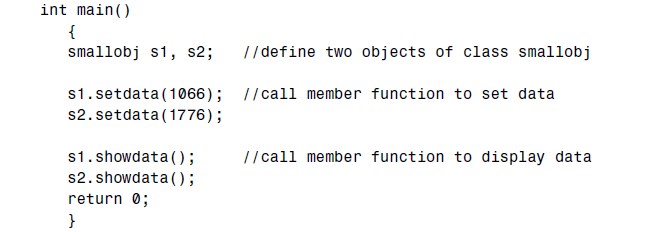 int main()
{
smallobj s1, s2; //define two objects of class smallobj
s1.setdata(1066); //call member function to set data
s2.setdata(1776);
s1.showdata(); //call member function to display data
s2.showdata();
return 0;
}